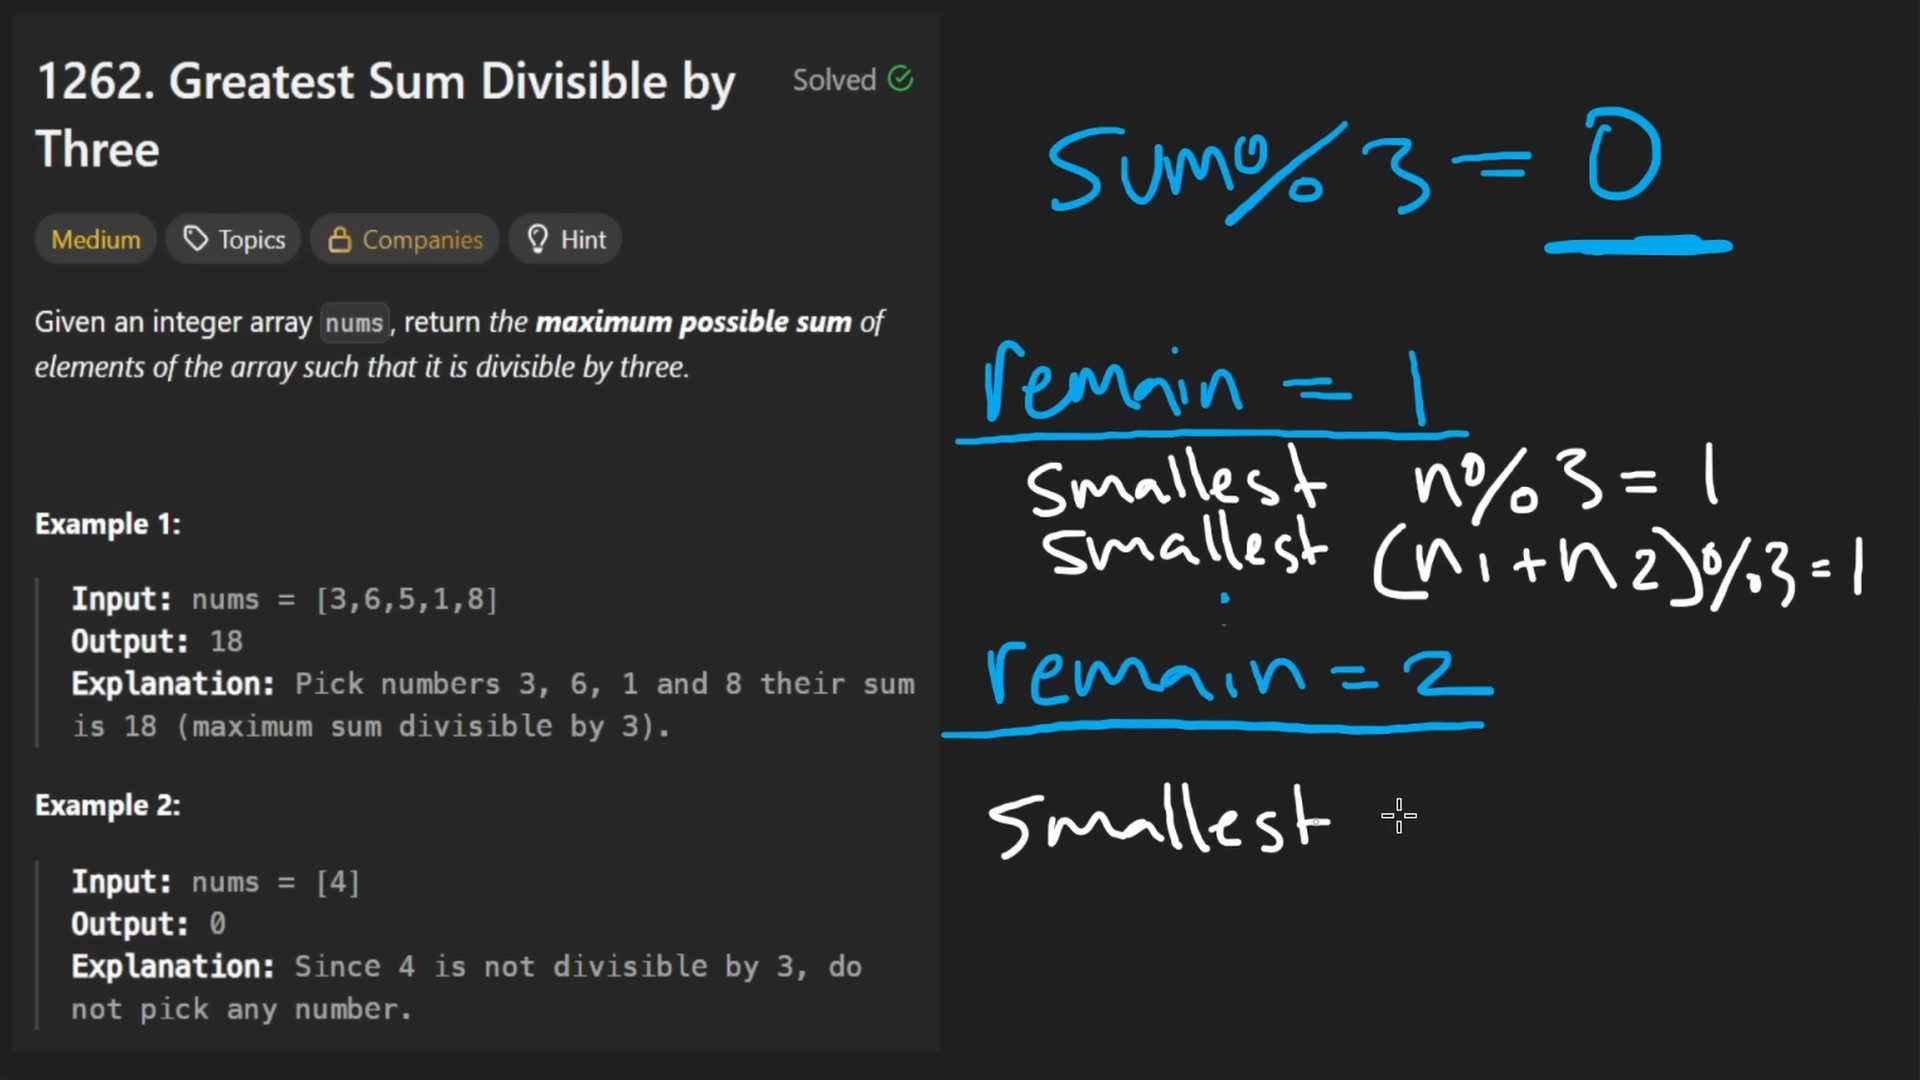 1262. Greatest Sum Divisible by
Three
Solved
Medium Topics Companies Hint
Given an integer array nums, return the maximum possible sum of
elements of the array such that it is divisible by three.
Example 1:
Input: nums = [3,6,5,1,8]
Output: 18
Explanation: Pick numbers 3, 6, 1 and 8 their sum
is 18 (maximum sum divisible by 3).
Example 2:
Input: nums = [4]
Output: 0
Explanation: Since 4 is not divisible by 3, do
not pick any number.
sum%3=0
remain = 1
smallest n%3=1
smallest (n1+n2)%3=1
remain=2
smallest